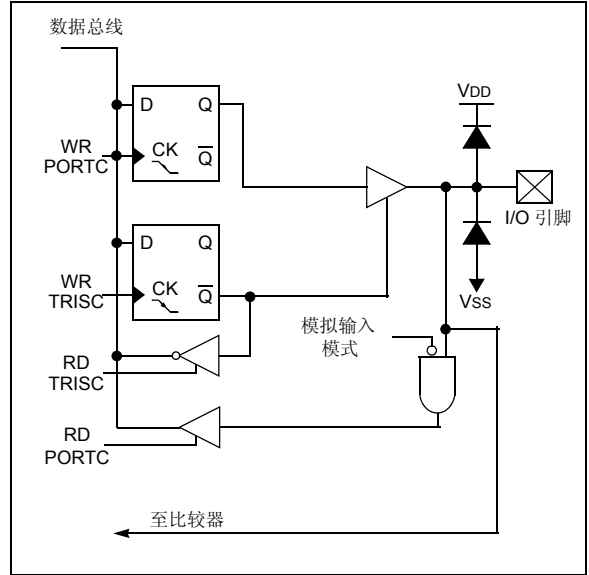 数据总线
D Q
VDD
WR
PORTC
CK Q
I/O 引脚
D Q
WR
TRISC
CK Q
VSS
模拟输入
模式
RD
TRISC
RD
PORTC
至比较器